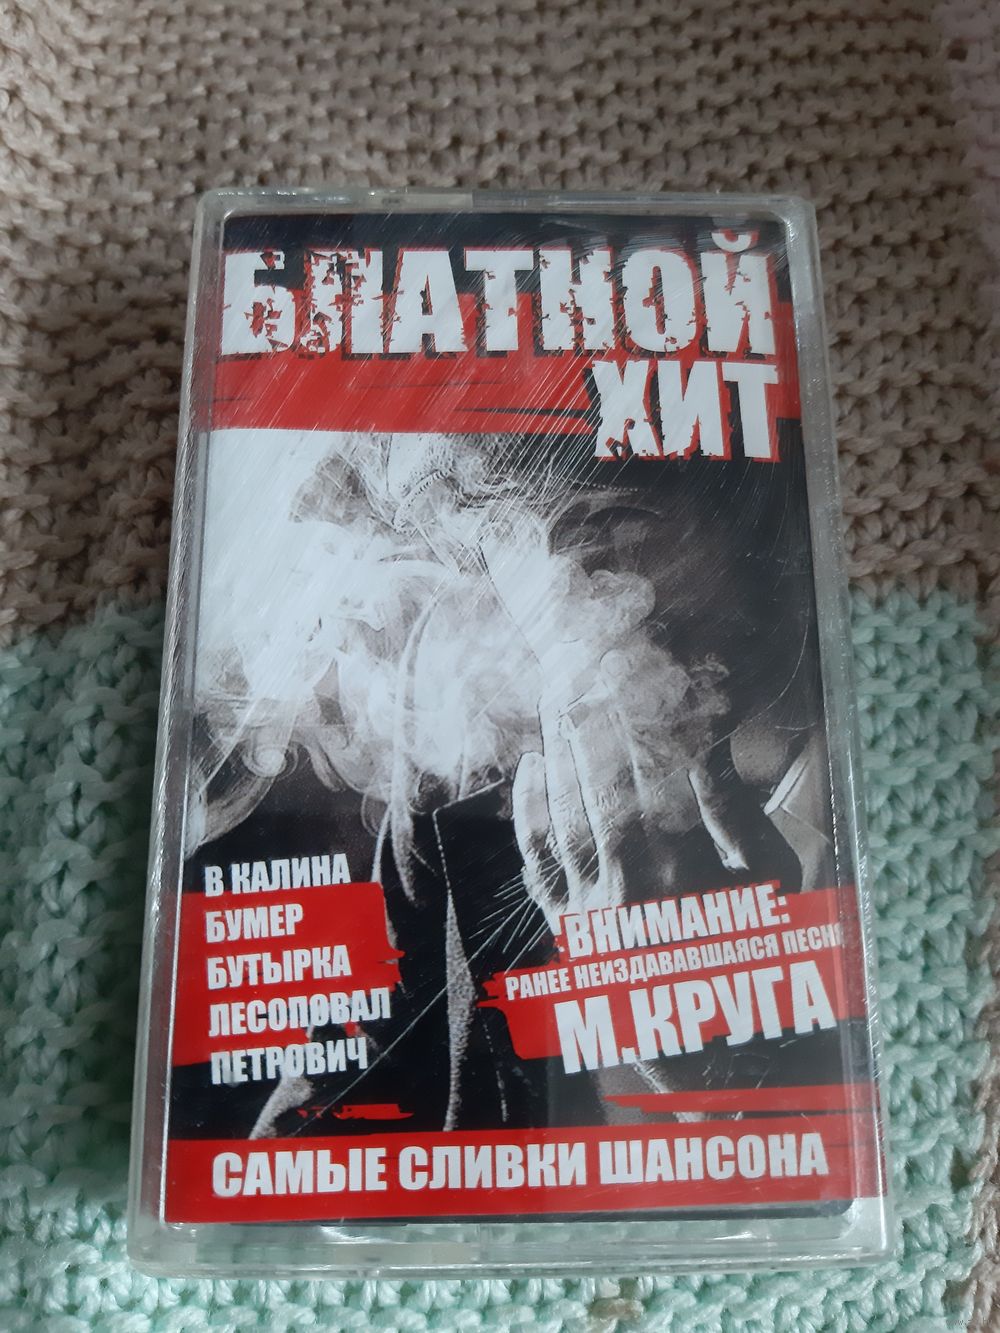 БЛАТНОЙ
ХИТ
В КАЛИНА
БУМЕР
БУТЫРКА
ЛЕСОПОВАЛ
ПЕТРОВИЧ
ВНИМАНИЕ:
РАНЕЕ НЕИЗДАВАВШАЯСЯ ПЕСНЯ
М.КРУГА
САМЫЕ СЛИВКИ ШАНСОНА